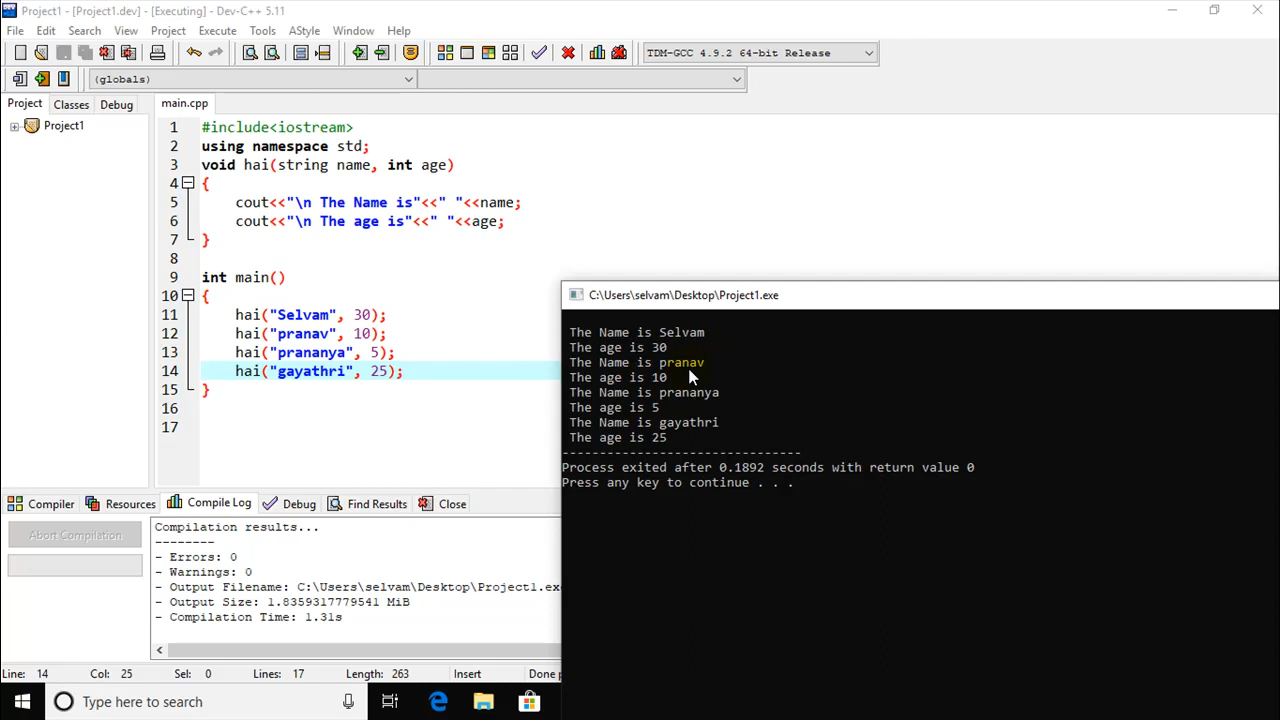 Project1 - [Project1.dev] - [Executing] - Dev-C++ 5.11
File Edit Search View Project Execute Tools AStyle Window Help
TDM-GCC 4.9.2 64-bit Release
(globals)
Project Classes Debug
main.cpp
Project1
1 #include<iostream>
2 using namespace std;
3 void hai(string name, int age)
4 {
5 cout<<"\n The Name is"<<" "<<name;
6 cout<<"\n The age is"<<" "<<age;
7 }
8
9 int main()
10 {
11 hai("Selvam", 30);
12 hai("pranav", 10);
13 hai("prananya", 5);
14 hai("gayathri", 25);
15 }
16
17
C:\Users\selvam\Desktop\Project1.exe
The Name is Selvam
The age is 30
The Name is pranav
The age is 10
The Name is prananya
The age is 5
The Name is gayathri
The age is 25
--------------------------------
Process exited after 0.1892 seconds with return value 0
Press any key to continue . . .
Compiler Resources Compile Log Debug Find Results Close
Abort Compilation
Compilation results...
--------
- Errors: 0
- Warnings: 0
- Output Filename: C:\Users\selvam\Desktop\Project1.exe
- Output Size: 1.8359317779541 MiB
- Compilation Time: 1.31s
Line: 14 Col: 25 Sel: 0 Lines: 17 Length: 263 Insert Done
Type here to search